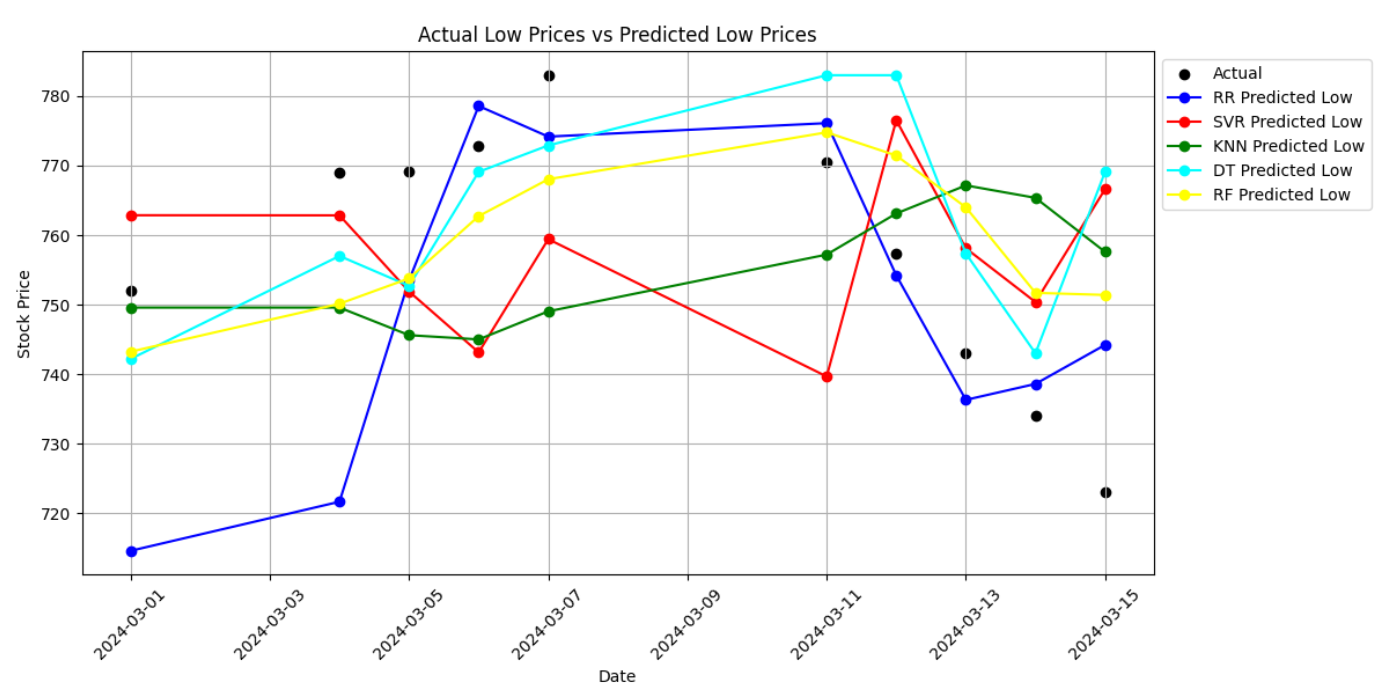 Actual Low Prices vs Predicted Low Prices
Stock Price
780
770
760
750
740
730
720
2024-03-01
2024-03-03
2024-03-05
2024-03-07
2024-03-09
2024-03-11
2024-03-13
2024-03-15
Date
Actual
RR Predicted Low
SVR Predicted Low
KNN Predicted Low
DT Predicted Low
RF Predicted Low